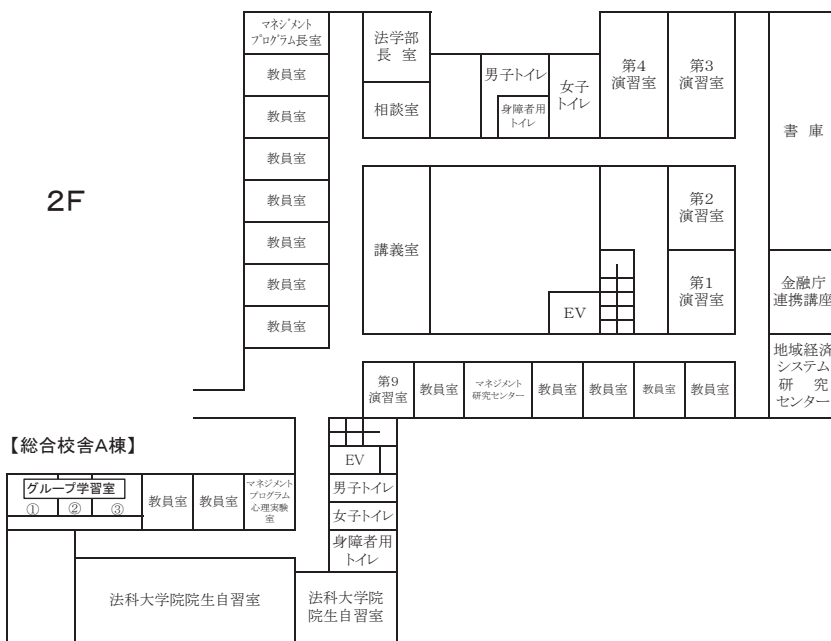 マネジメント
プログラム長室
教員室
教員室
教員室
教員室
教員室
教員室
教員室
法学部
長 室
相談室
男子トイレ
身障者用
トイレ
女子
トイレ
第4
演習室
第3
演習室
書 庫
2F
講義室
EV
第2
演習室
第1
演習室
金融庁
連携講座
地域経済
システム
研 究
センター
第9
演習室
教員室
マネジメント
研究センター
教員室
教員室
教員室
教員室
【総合校舎A棟】
グループ学習室
①
②
③
教員室
教員室
マネジメント
プログラム
心理実験
室
EV
男子トイレ
女子トイレ
身障者用
トイレ
法科大学院院生自習室
法科大学院
院生自習室